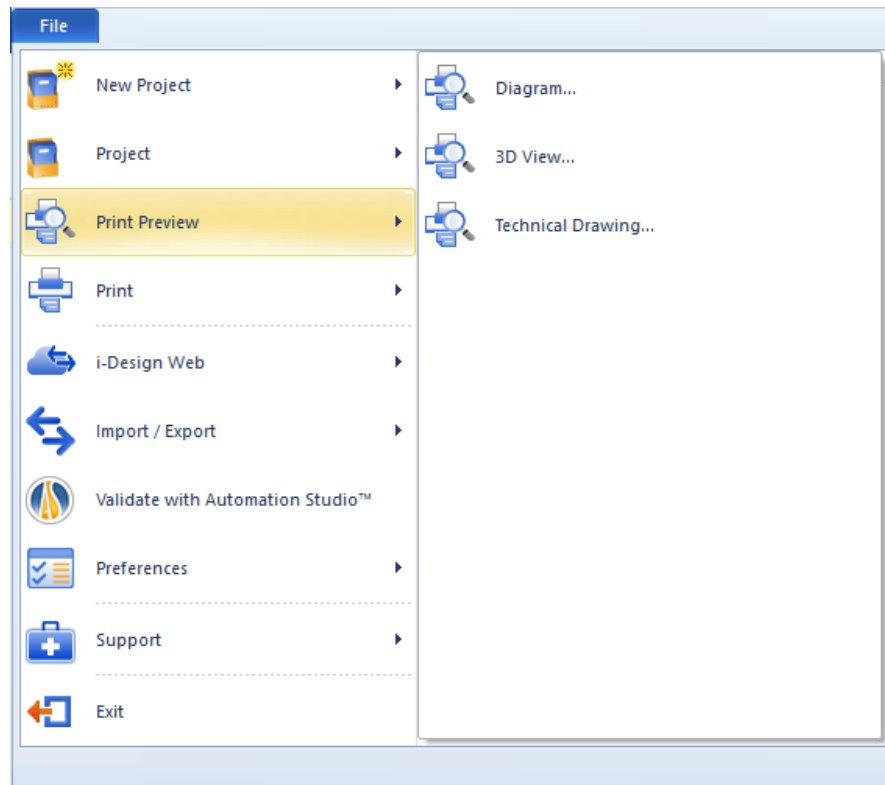 File
New Project
Project
Print Preview
Print
i-Design Web
Import / Export
Validate with Automation Studio™
Preferences
Support
Exit
Diagram...
3D View...
Technical Drawing...